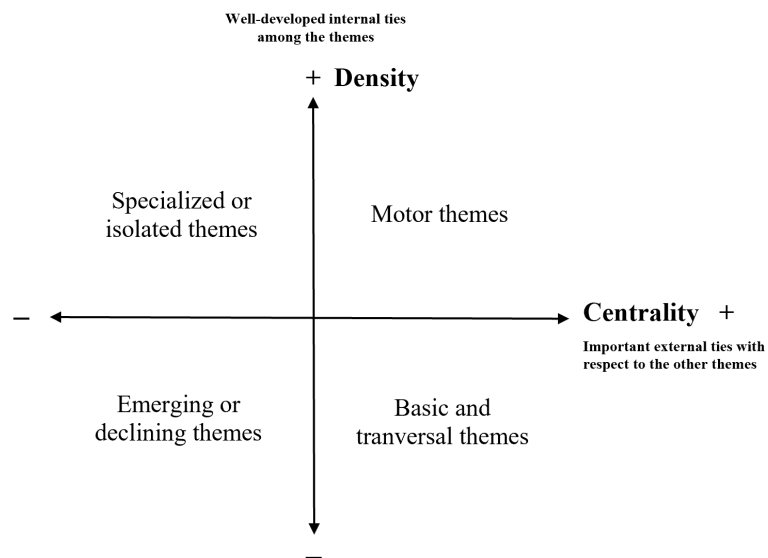 Well-developed internal ties
among the themes
+ Density
Specialized or
isolated themes
Motor themes
–
Centrality +
Important external ties with
respect to the other themes
Emerging or
declining themes
Basic and
tranversal themes
–